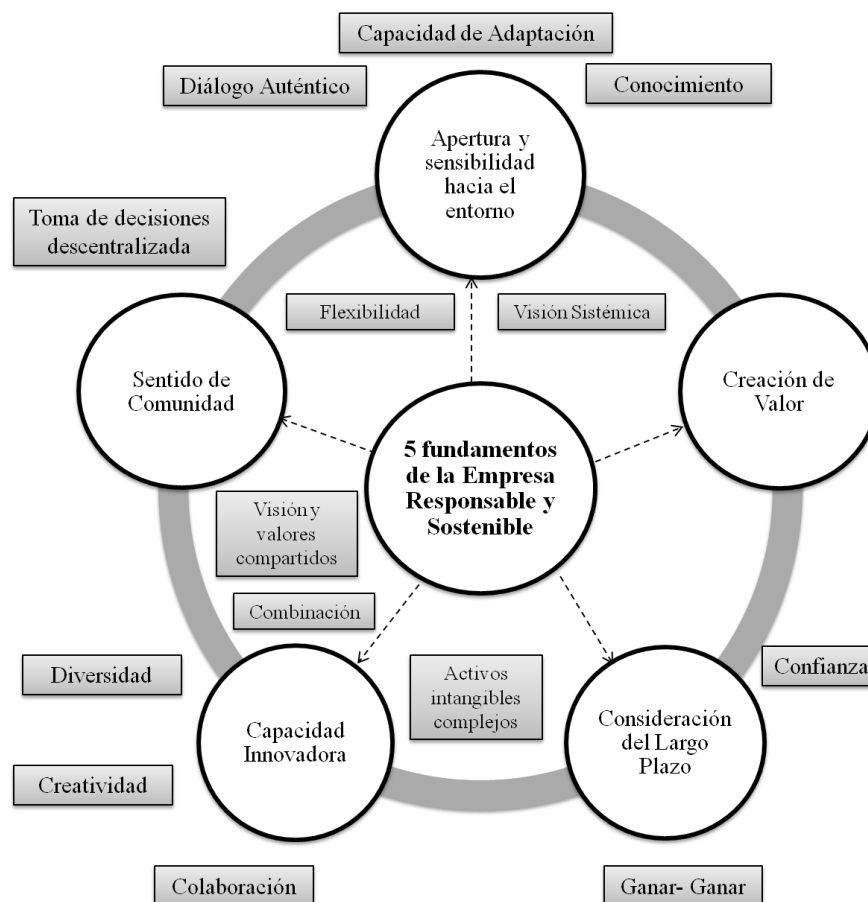 Capacidad de Adaptación
Diálogo Auténtico
Conocimiento
Apertura y
sensibilidad
hacia el
entorno
Toma de decisiones
descentralizada
Flexibilidad
Visión Sistémica
Sentido de
Comunidad
Creación de
Valor
5 fundamentos
de la Empresa
Responsable y
Sostenible
Visión y
valores
compartidos
Combinación
Diversidad
Activos
intangibles
complejos
Confianza
Capacidad
Innovadora
Consideración
del Largo
Plazo
Creatividad
Colaboración
Ganar- Ganar